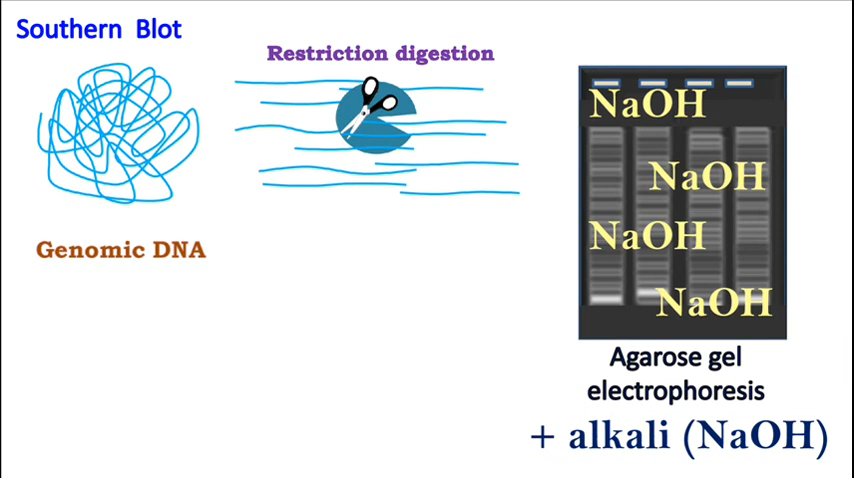 Southern Blot
Restriction digestion
Genomic DNA
NaOH
NaOH
NaOH
NaOH
Agarose gel
electrophoresis
+ alkali (NaOH)